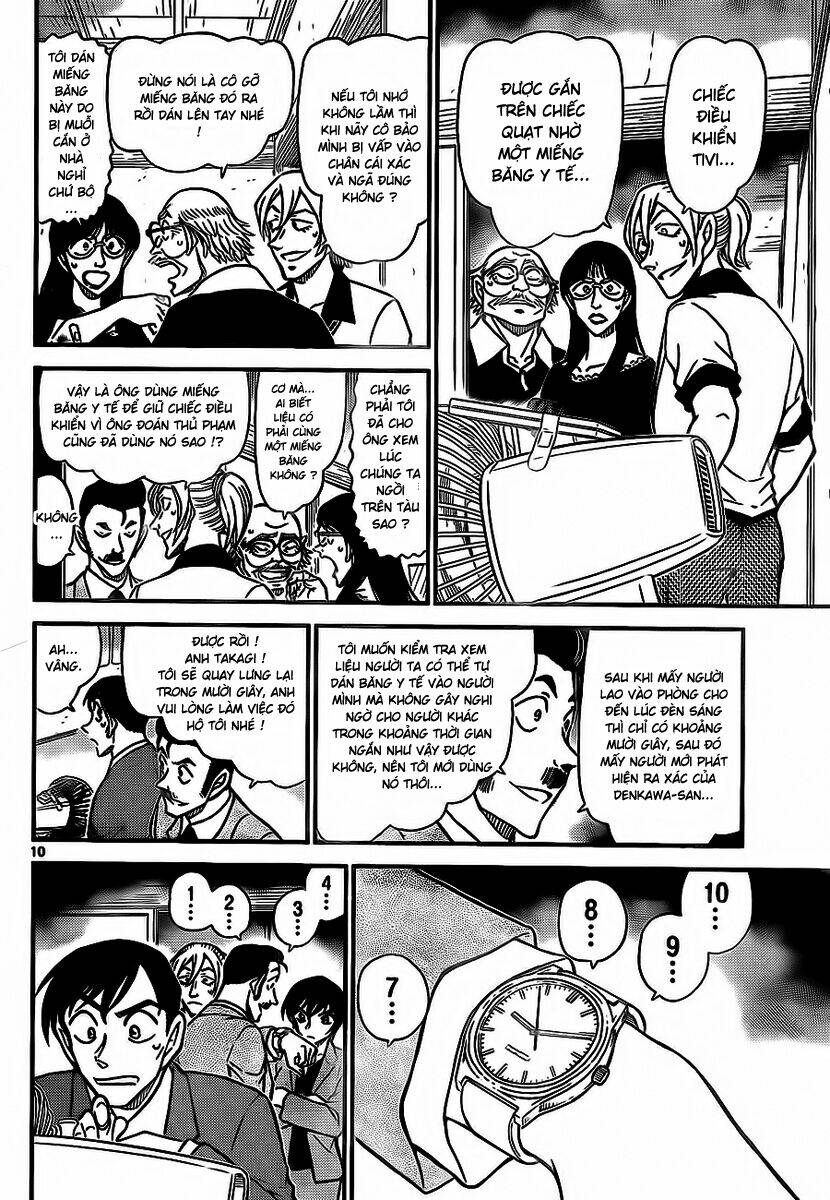 CHIẾC
ĐIỀU
KHIỂN
TIVI...
ĐƯỢC GẮN
TRÊN CHIẾC
QUẠT NHỜ
MỘT MIẾNG
BĂNG Y TẾ...
NẾU TÔI NHỚ
KHÔNG LẦM THÌ
KHI NÃY CÔ BẢO
MÌNH BỊ VẤP VÀO
CHÂN CÁI XÁC
VÀ NGÃ ĐÚNG
KHÔNG ?
ĐỪNG NÓI LÀ CÔ GỠ
MIẾNG BĂNG ĐÓ RA
RỒI DÁN LÊN TAY NHÉ
!
TÔI DÁN
MIẾNG
BĂNG
NÀY DO
BỊ MUỖI
CẮN Ở
NHÀ
NGHỈ
CHỨ BỘ
...
CHẲNG
PHẢI TÔI
ĐÃ CHO
ÔNG XEM
LÚC
CHÚNG TA
NGỒI
TRÊN TÀU
SAO ?
CƠ MÀ...
AI BIẾT
LIỆU CÓ
PHẢI CÙNG
MỘT MIẾNG
BĂNG
KHÔNG ?
VẬY LÀ ÔNG DÙNG MIẾNG
BĂNG Y TẾ ĐỂ GIỮ CHIẾC ĐIỀU
KHIỂN VÌ ÔNG ĐOÁN THỦ PHẠM
CŨNG ĐÃ DÙNG NÓ SAO !?
KHÔNG
...
SAU KHI MẤY NGƯỜI
LAO VÀO PHÒNG CHO
ĐẾN LÚC ĐÈN SÁNG
THÌ CHỈ CÓ KHOẢNG
MƯỜI GIÂY, SAU ĐÓ
MẤY NGƯỜI MỚI PHÁT
HIỆN RA XÁC CỦA
DENKAWA-SAN...
TÔI MUỐN KIỂM TRA XEM
LIỆU NGƯỜI TA CÓ THỂ TỰ
DÁN BĂNG Y TẾ VÀO NGƯỜI
MÌNH MÀ KHÔNG GÂY NGHI
NGỜ CHO NGƯỜI KHÁC
TRONG KHOẢNG THỜI GIAN
NGẮN NHƯ VẬY ĐƯỢC
KHÔNG, NÊN TÔI MỚI DÙNG
NÓ THÔI...
ĐƯỢC RỒI !
ANH TAKAGI !
TÔI SẼ QUAY LƯNG LẠI
TRONG MƯỜI GIÂY, ANH
VUI LÒNG LÀM VIỆC ĐÓ
HỘ TÔI NHÉ !
AH...
VÂNG.
10
10
...
9
...
8
...
7
...
4
...
3
...
2
...
1
...